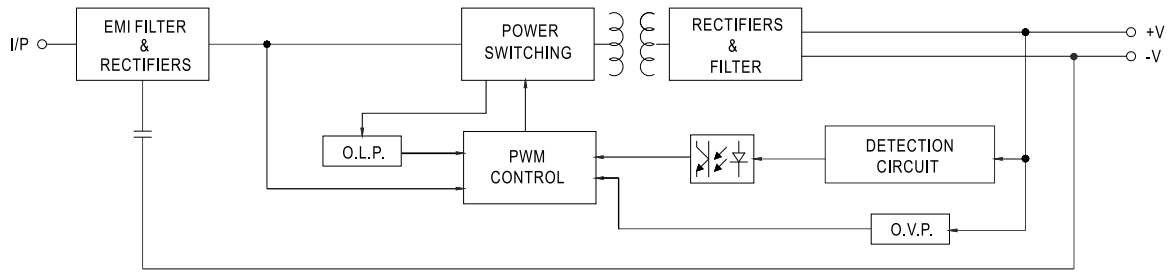 I/P
EMI FILTER
&
RECTIFIERS
POWER
SWITCHING
RECTIFIERS
&
FILTER
+V
-V
O.L.P.
PWM
CONTROL
DETECTION
CIRCUIT
O.V.P.